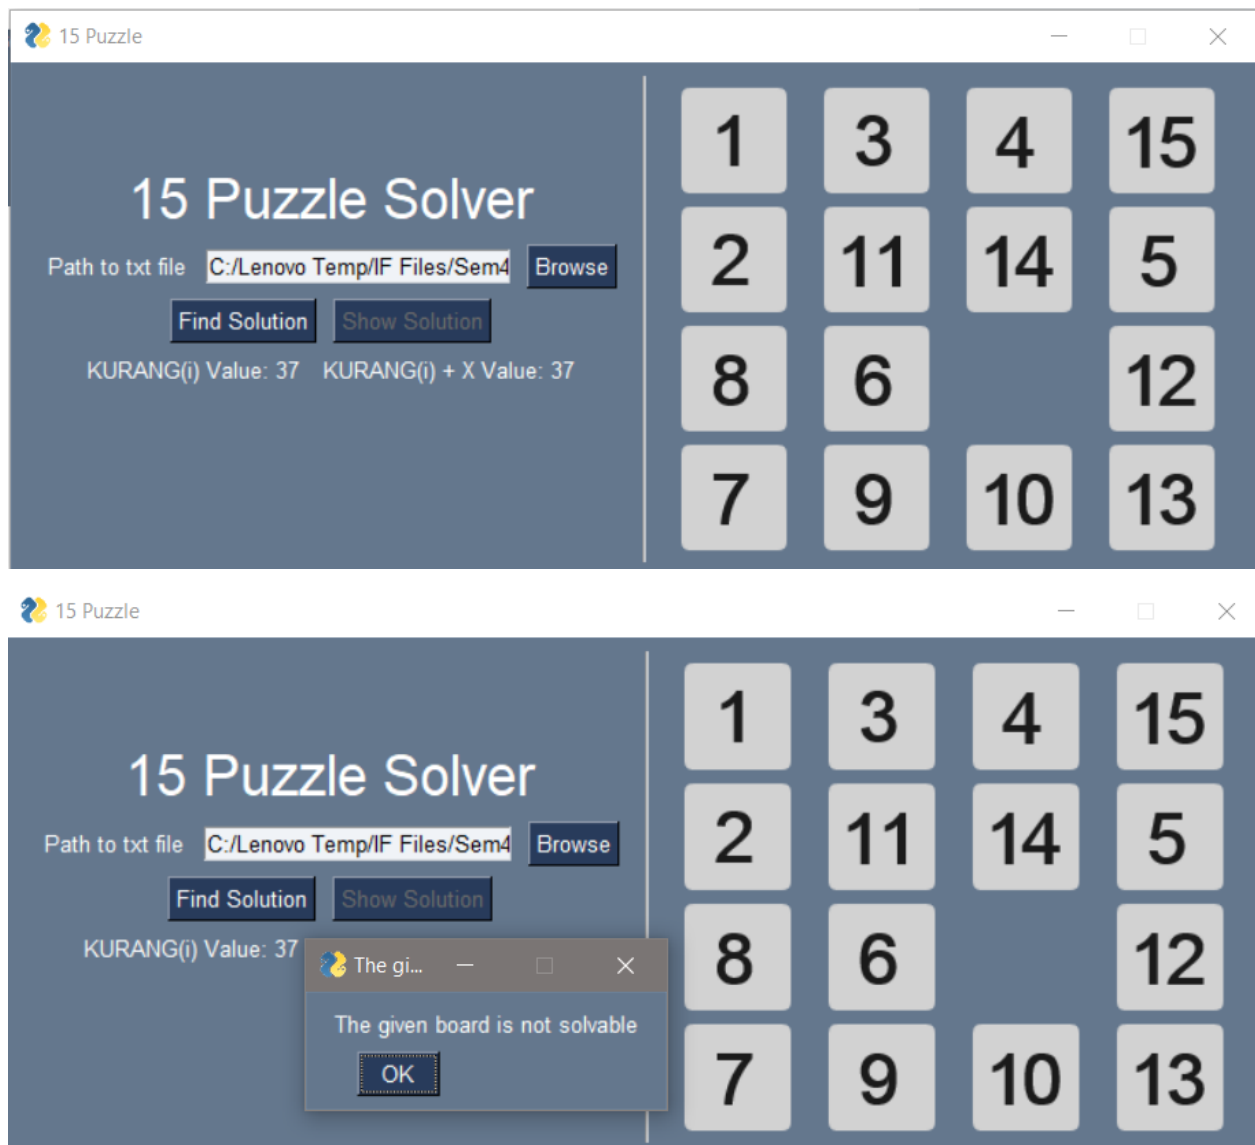 15 Puzzle
15 Puzzle Solver
Path to txt file C:/Lenovo Temp/IF Files/Sem4 Browse
Find Solution Show Solution
KURANG(i) Value: 37 KURANG(i) + X Value: 37
1 3 4 15
2 11 14 5
8 6 12
7 9 10 13
15 Puzzle
15 Puzzle Solver
Path to txt file C:/Lenovo Temp/IF Files/Sem4 Browse
Find Solution Show Solution
KURANG(i) Value: 37
The gi...
The given board is not solvable
OK
1 3 4 15
2 11 14 5
8 6 12
7 9 10 13